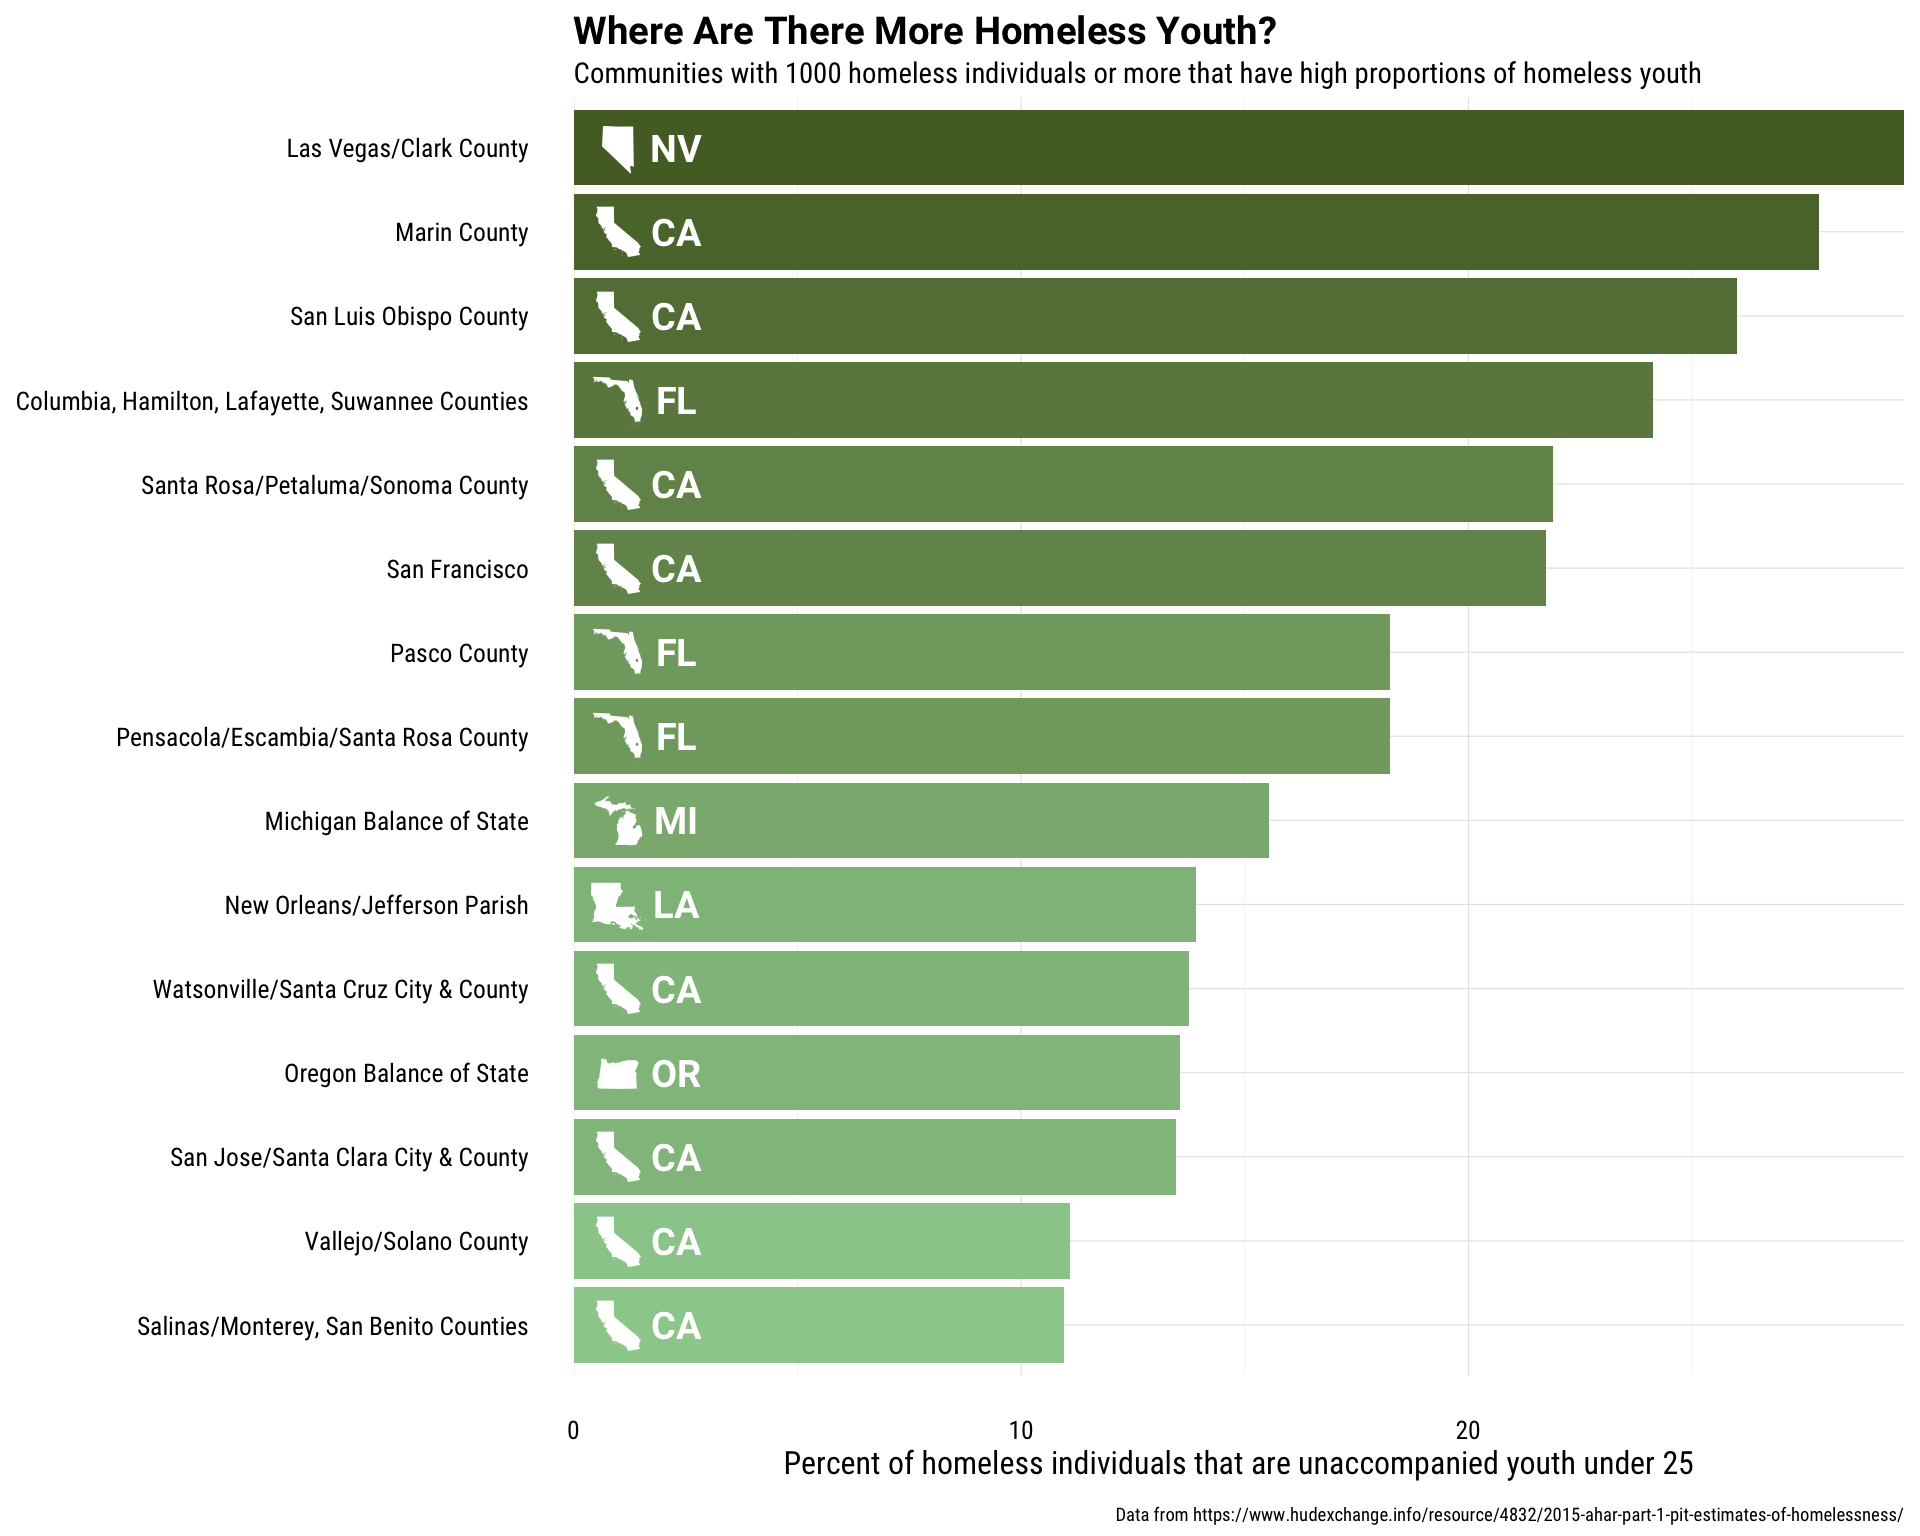 Where Are There More Homeless Youth?
Communities with 1000 homeless individuals or more that have high proportions of homeless youth
Las Vegas/Clark County
NV
Marin County
CA
San Luis Obispo County
CA
Columbia, Hamilton, Lafayette, Suwannee Counties
FL
Santa Rosa/Petaluma/Sonoma County
CA
San Francisco
CA
Pasco County
FL
Pensacola/Escambia/Santa Rosa County
FL
Michigan Balance of State
MI
New Orleans/Jefferson Parish
LA
Watsonville/Santa Cruz City & County
CA
Oregon Balance of State
OR
San Jose/Santa Clara City & County
CA
Vallejo/Solano County
CA
Salinas/Monterey, San Benito Counties
CA
0 10 20
Percent of homeless individuals that are unaccompanied youth under 25
Data from https://www.hudexchange.info/resource/4832/2015-ahar-part-1-pit-estimates-of-homelessness/